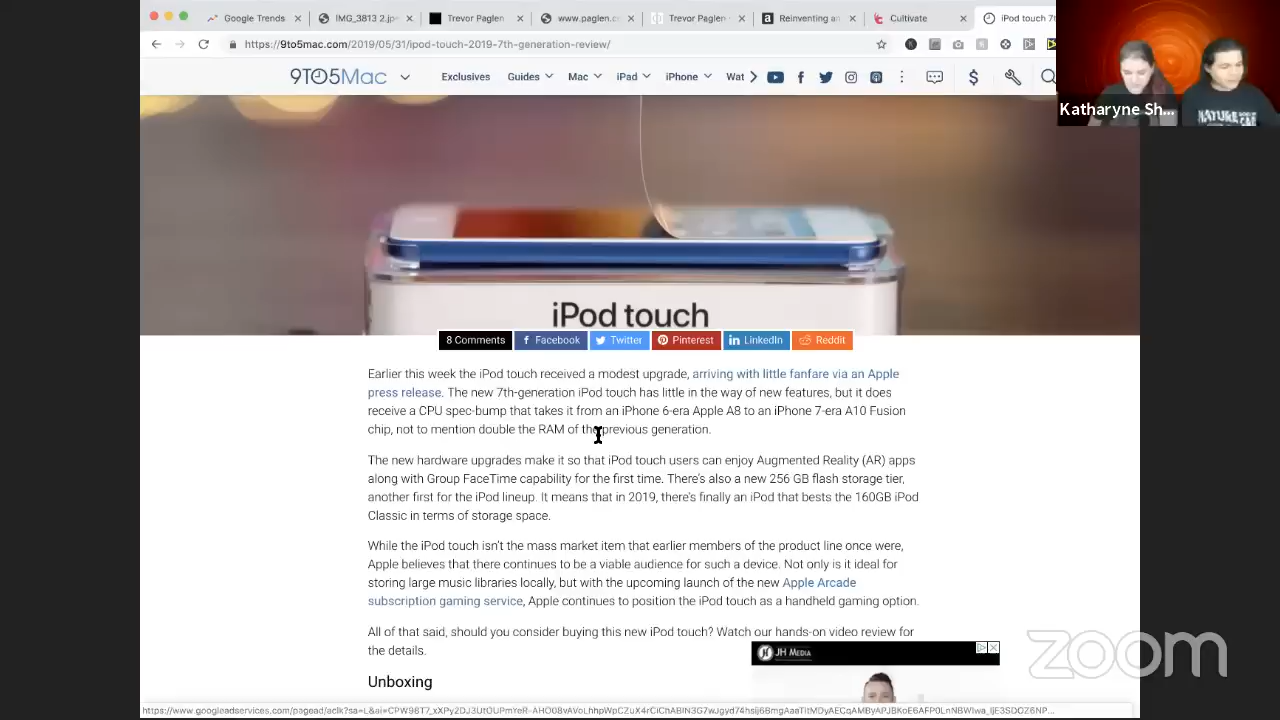 Google Trends
IMG_3813 2.jp
Trevor Paglen
www.paglen.c
Trevor Paglen
Reinventing a
Cultivate
iPod touch 7t
https://9to5mac.com/2019/05/31/ipod-touch-2019-7th-generation-review/
9TO5Mac
Exclusives
Guides
Mac
iPad
iPhone
Wat
$
Katharyne Sh...
NATURE
iPod touch
8 Comments
Facebook
Twitter
Pinterest
LinkedIn
Reddit
Earlier this week the iPod touch received a modest upgrade, arriving with little fanfare via an Apple
press release. The new 7th-generation iPod touch has little in the way of new features, but it does
receive a CPU spec-bump that takes it from an iPhone 6-era Apple A8 to an iPhone 7-era A10 Fusion
chip, not to mention double the RAM of the previous generation.
The new hardware upgrades make it so that iPod touch users can enjoy Augmented Reality (AR) apps
along with Group FaceTime capability for the first time. There's also a new 256 GB flash storage tier,
another first for the iPod lineup. It means that in 2019, there's finally an iPod that bests the 160GB iPod
Classic in terms of storage space.
While the iPod touch isn't the mass market item that earlier members of the product line once were,
Apple believes that there continues to be a viable audience for such a device. Not only is it ideal for
storing large music libraries locally, but with the upcoming launch of the new Apple Arcade
subscription gaming service, Apple continues to position the iPod touch as a handheld gaming option.
All of that said, should you consider buying this new iPod touch? Watch our hands-on video review for
the details.
JH MEDIA
zoom
Unboxing